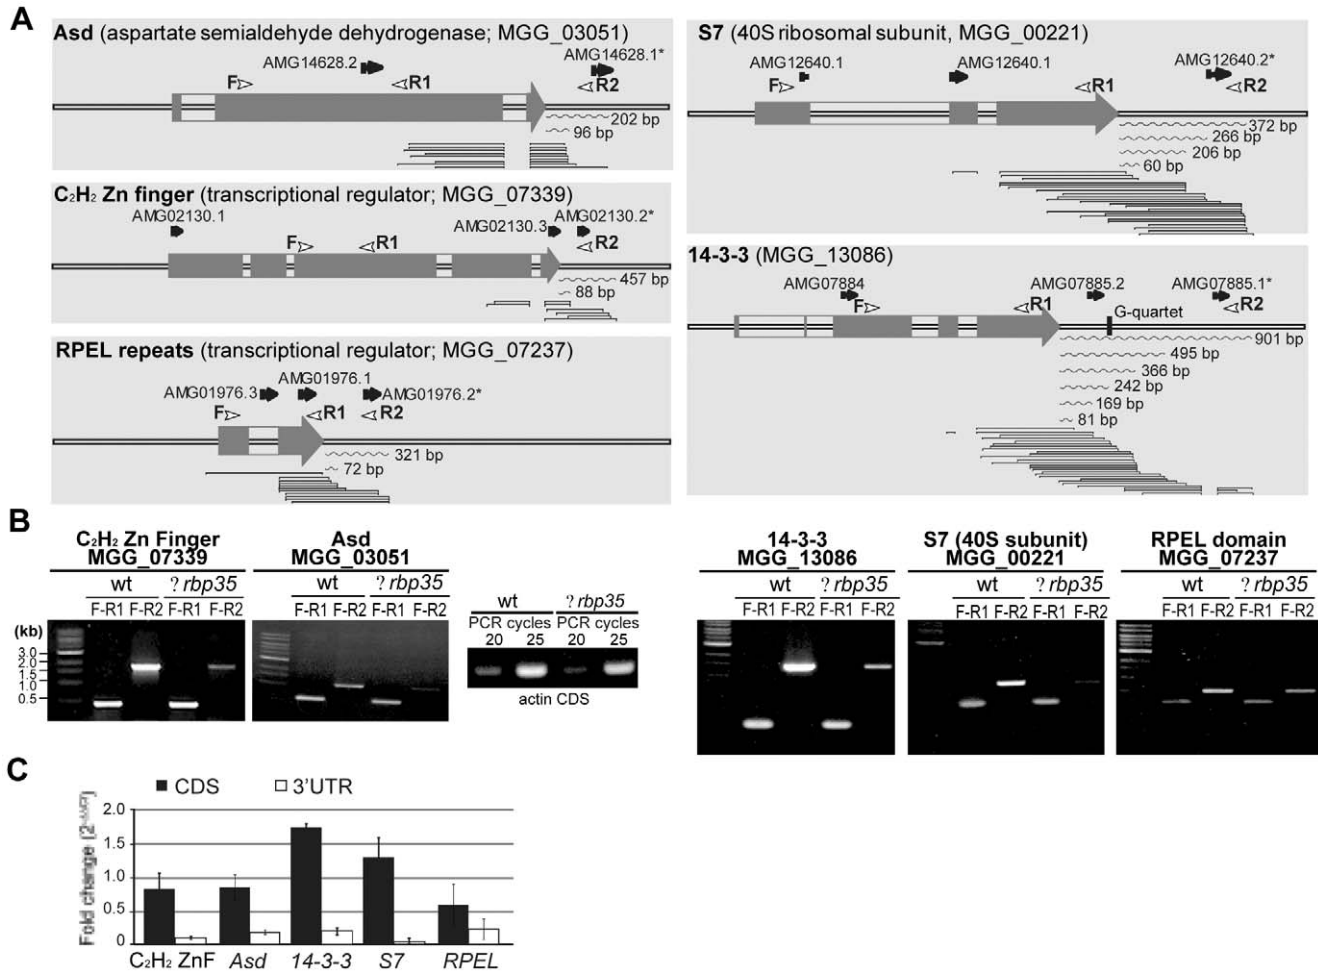 A
Asd (aspartate semialdehyde dehydrogenase; MGG_03051)
AMG14628.2
AMG14628.1*
F
R1
R2
202 bp
96 bp
C2H2 Zn finger (transcriptional regulator; MGG_07339)
AMG02130.1
AMG02130.3
AMG02130.2*
F
R1
R2
457 bp
88 bp
RPEL repeats (transcriptional regulator; MGG_07237)
AMG01976.3
AMG01976.1
AMG01976.2*
F
R1
R2
321 bp
72 bp
S7 (40S ribosomal subunit, MGG_00221)
AMG12640.1
AMG12640.1
AMG12640.2*
F
R1
R2
372 bp
266 bp
206 bp
60 bp
14-3-3 (MGG_13086)
AMG07884
AMG07885.2
AMG07885.1*
F
R1
R2
G-quartet
901 bp
495 bp
366 bp
242 bp
169 bp
81 bp
B
C2H2 Zn Finger
MGG_07339
wt ? rbp35
F-R1 F-R2 F-R1 F-R2
(kb)
3.0
2.0
1.5
1.0
0.5
Asd
MGG_03051
wt ? rbp35
F-R1 F-R2 F-R1 F-R2
wt ? rbp35
PCR cycles PCR cycles
20 25 20 25
actin CDS
14-3-3
MGG_13086
wt ? rbp35
F-R1 F-R2 F-R1 F-R2
S7 (40S subunit)
MGG_00221
wt ? rbp35
F-R1 F-R2 F-R1 F-R2
RPEL domain
MGG_07237
wt ? rbp35
F-R1 F-R2 F-R1 F-R2
C
CDS 3'UTR
Fold change
2.0
1.5
1.0
0.5
0
C2H2 ZnF Asd 14-3-3 S7 RPEL